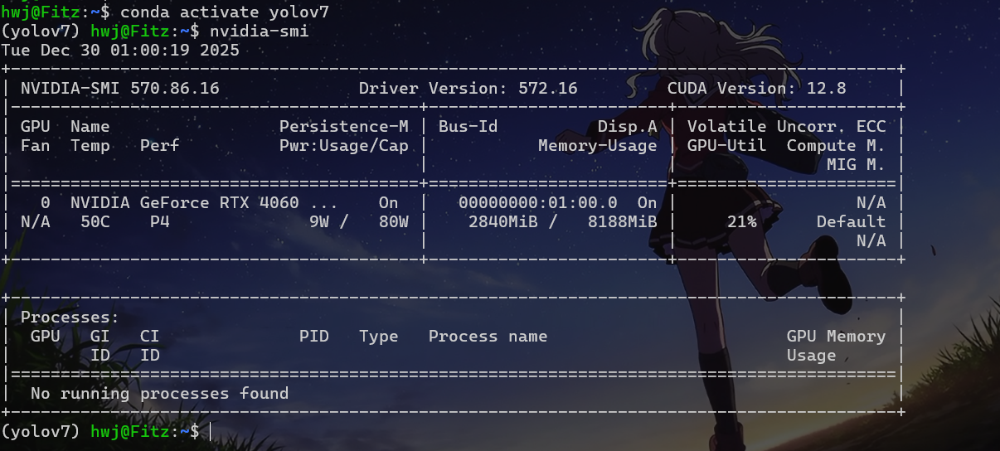 hwj@Fitz:~$ conda activate yolov7
(yolov7) hwj@Fitz:~$ nvidia-smi
Tue Dec 30 01:00:19 2025
+-----------------------------------------------------------------------------------------+
| NVIDIA-SMI 570.86.16              Driver Version: 572.16         CUDA Version: 12.8     |
|-----------------------------------------+------------------------+----------------------+
| GPU  Name                 Persistence-M | Bus-Id          Disp.A | Volatile Uncorr. ECC |
| Fan  Temp   Perf          Pwr:Usage/Cap |           Memory-Usage | GPU-Util  Compute M. |
|                                         |                        |               MIG M. |
|=========================================+========================+======================|
|   0  NVIDIA GeForce RTX 4060 ...    On  |   00000000:01:00.0  On |                  N/A |
| N/A   50C    P4               9W /  80W |    2840MiB /   8188MiB |     21%      Default |
|                                         |                        |                  N/A |
+-----------------------------------------+------------------------+----------------------+
+-----------------------------------------------------------------------------------------+
| Processes:                                                                              |
|  GPU   GI   CI              PID   Type   Process name                        GPU Memory |
|        ID   ID                                                               Usage      |
|=========================================================================================|
|  No running processes found                                                             |
+-----------------------------------------------------------------------------------------+
(yolov7) hwj@Fitz:~$